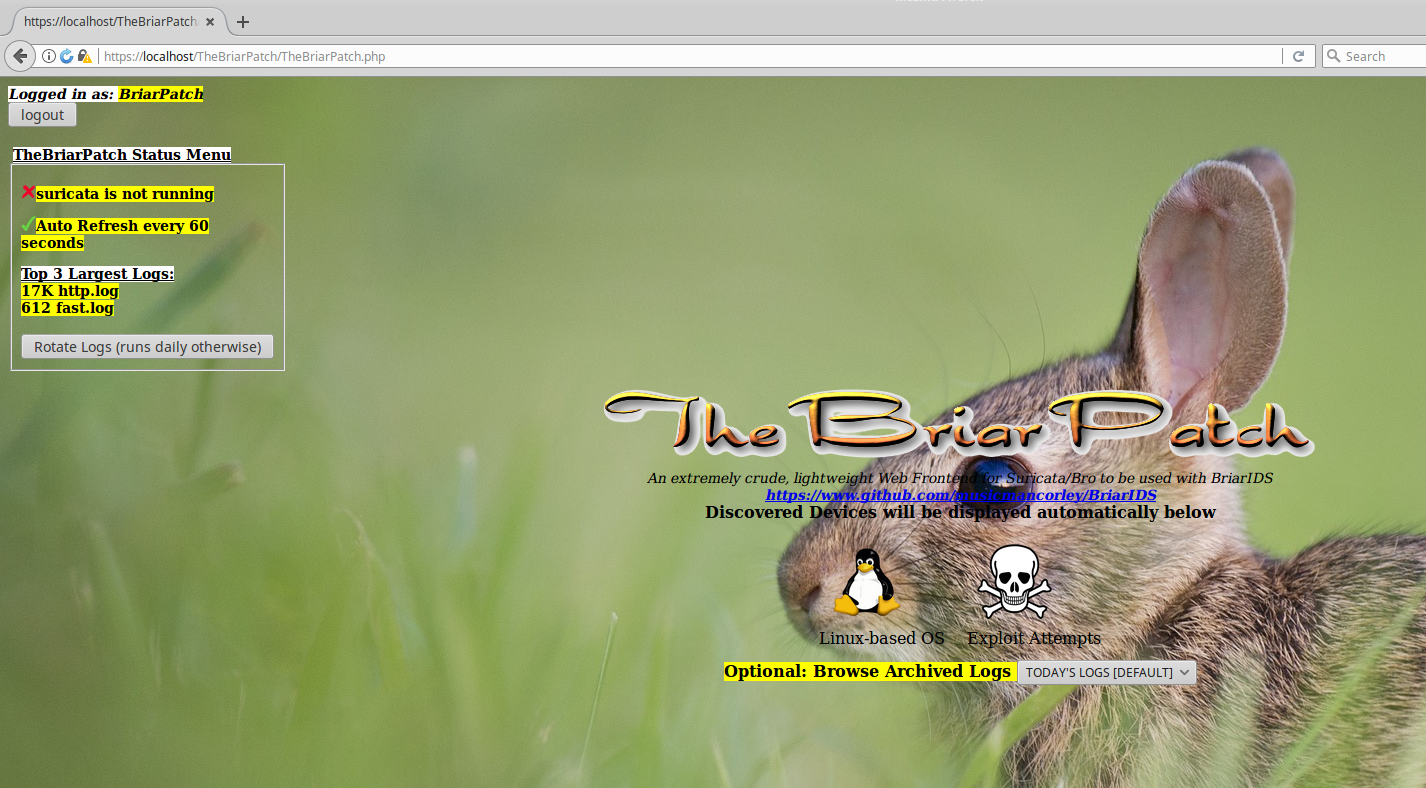 https://localhost/TheBriarPatch
https://localhost/TheBriarPatch/TheBriarPatch.php
Search
Logged in as: BriarPatch
logout
TheBriarPatch Status Menu
suricata is not running
Auto Refresh every 60
seconds
Top 3 Largest Logs:
17K http.log
612 fast.log
Rotate Logs (runs daily otherwise)
The Briar Patch
An extremely crude, lightweight Web Frontend for Suricata/Bro to be used with BriarIDS
https://www.github.com/musicmancorley/BriarIDS
Discovered Devices will be displayed automatically below
Linux-based OS
Exploit Attempts
Optional: Browse Archived Logs
TODAY'S LOGS [DEFAULT]